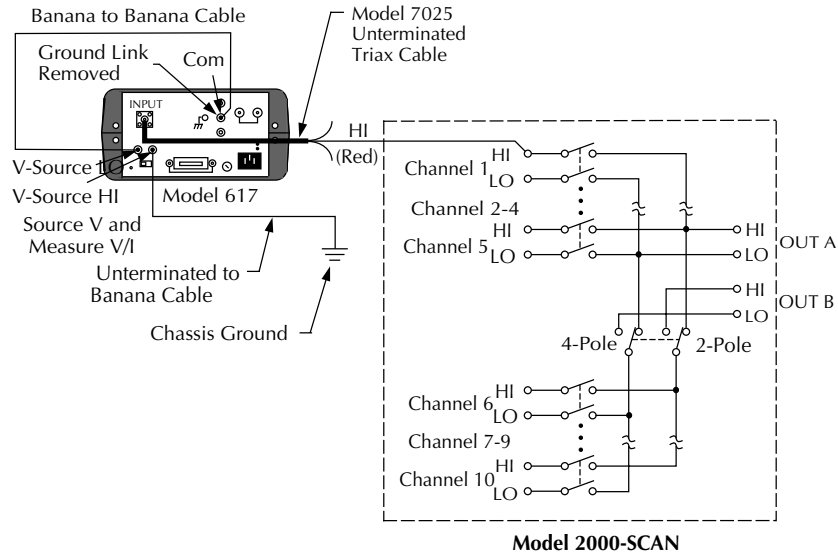 Banana to Banana Cable
Model 7025
Unterminated
Triax Cable
Ground Link
Removed
Com
INPUT
HI
(Red)
V-Source LO
V-Source HI
Model 617
Source V and
Measure V/I
Unterminated to
Banana Cable
Chassis Ground
HI
Channel 1
LO
Channel 2-4
HI
Channel 5
LO
HI
OUT A
LO
HI
OUT B
LO
4-Pole
2-Pole
HI
Channel 6
LO
Channel 7-9
HI
Channel 10
LO
Model 2000-SCAN